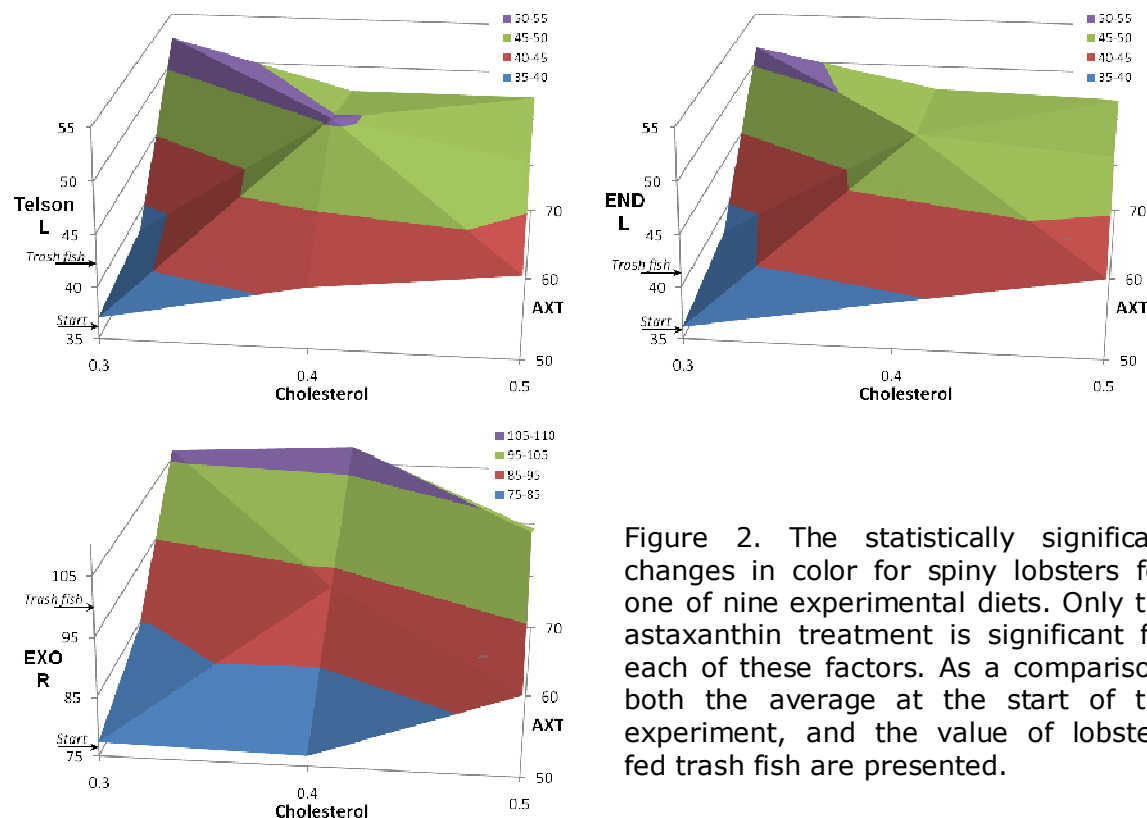 50-55
45-50
40-45
35-40
55
50
Telson
L
45
Trash fish
40
Start
35
0.3
0.4
0.5
Cholesterol
70
60
AXT
50
50-55
45-50
40-45
35-40
55
50
END
L
45
Trash fish
40
Start
35
0.3
0.4
0.5
Cholesterol
70
60
AXT
50
105-110
95-105
85-95
75-85
105
Trash fish
95
EXO
R
85
Start
75
0.3
0.4
0.5
Cholesterol
70
60
AXT
50
Figure 2. The statistically significa
changes in color for spiny lobsters f
one of nine experimental diets. Only t
astaxanthin treatment is significant f
each of these factors. As a compariso
both the average at the start of t
experiment, and the value of lobste
fed trash fish are presented.